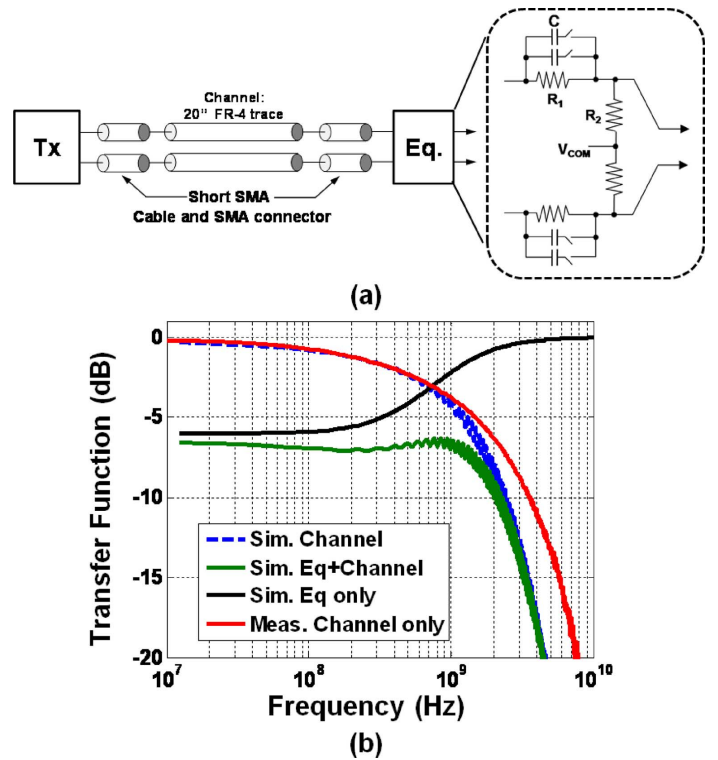 Tx
Channel:
20" FR-4 trace
Short SMA
Cable and SMA connector
Eq.
C
R1
R2
VCOM
(a)
Transfer Function (dB)
0
-5
-10
-15
-20
Sim. Channel
Sim. Eq+Channel
Sim. Eq only
Meas. Channel only
10^7
10^8
10^9
10^10
Frequency (Hz)
(b)